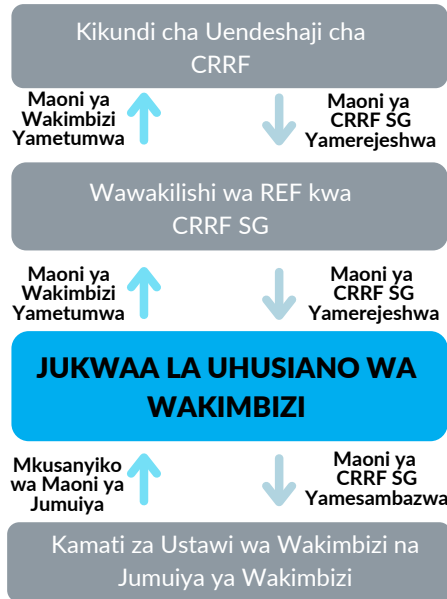 Kikundi cha Uendeshaji cha
CRRF
Maoni ya
Wakimbizi
Yametumwa
Maoni ya
CRRF SG
Yamerejeshwa
Wawakilishi wa REF kwa
CRRF SG
Maoni ya
Wakimbizi
Yametumwa
Maoni ya
CRRF SG
Yamerejeshwa
JUKWAA LA UHUSIANO WA
WAKIMBIZI
Mkusanyiko
wa Maoni ya
Jumuiya
Maoni ya
CRRF SG
Yamesambazwa
Kamati za Ustawi wa Wakimbizi na
Jumuiya ya Wakimbizi